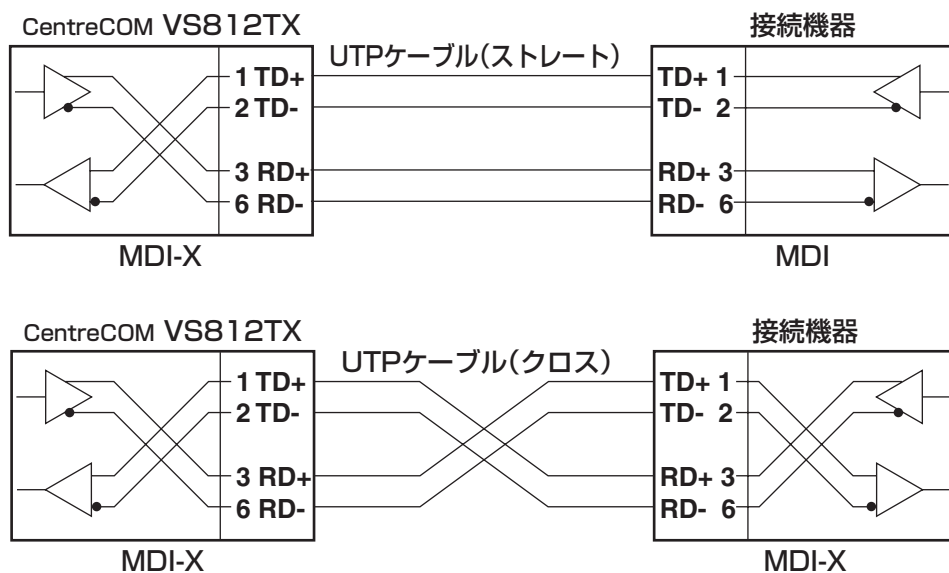 CentreCOM VS812TX
接続機器
UTPケーブル(ストレート)
1 TD+
TD+ 1
2 TD-
TD- 2
3 RD+
RD+ 3
6 RD-
RD- 6
MDI-X
MDI
CentreCOM VS812TX
接続機器
UTPケーブル(クロス)
1 TD+
TD+ 1
2 TD-
TD- 2
3 RD+
RD+ 3
6 RD-
RD- 6
MDI-X
MDI-X